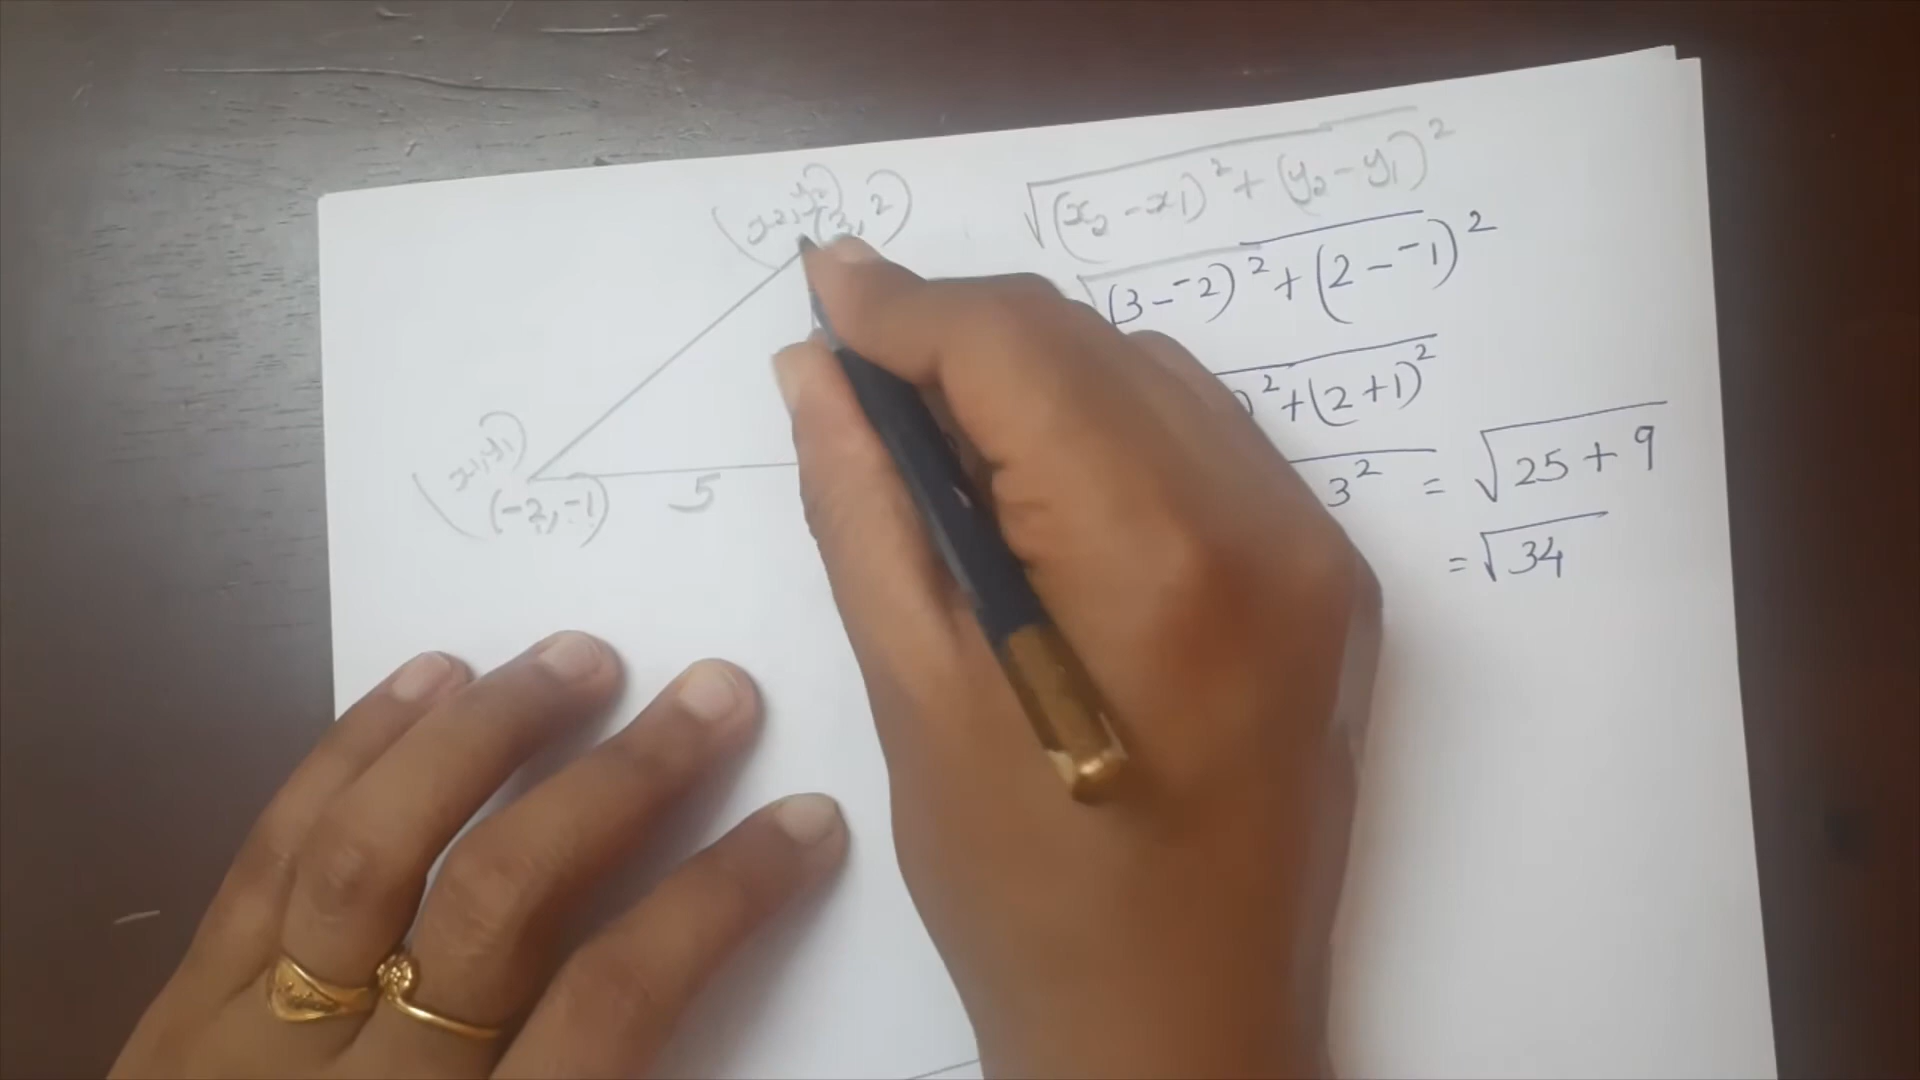 (x2, y2)
(3, 2)
(x1, y1)
(-2, -1)
5
√(x₂ - x₁)² + (y₂ - y₁)²
√(3 - ⁻2)² + (2 - ⁻1)²
)² + (2 + 1)²
3² = √25 + 9
= √34